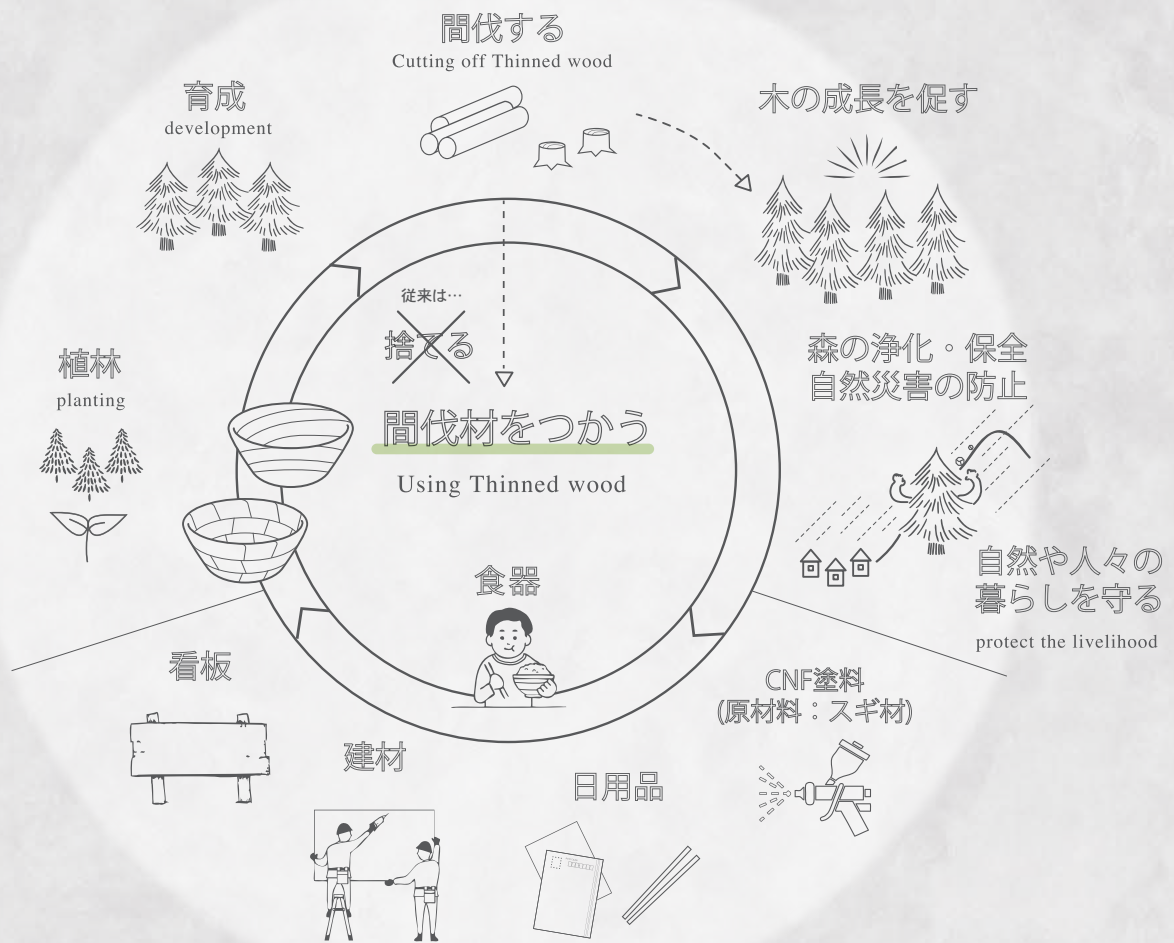 間伐する
Cutting off Thinned wood
育成
development
木の成長を促す
従来は…
捨てる
植林
planting
間伐材をつかう
Using Thinned wood
森の浄化・保全
自然災害の防止
自然や人々の
暮らしを守る
protect the livelihood
食器
看板
建材
日用品
CNF塗料
(原材料：スギ材)